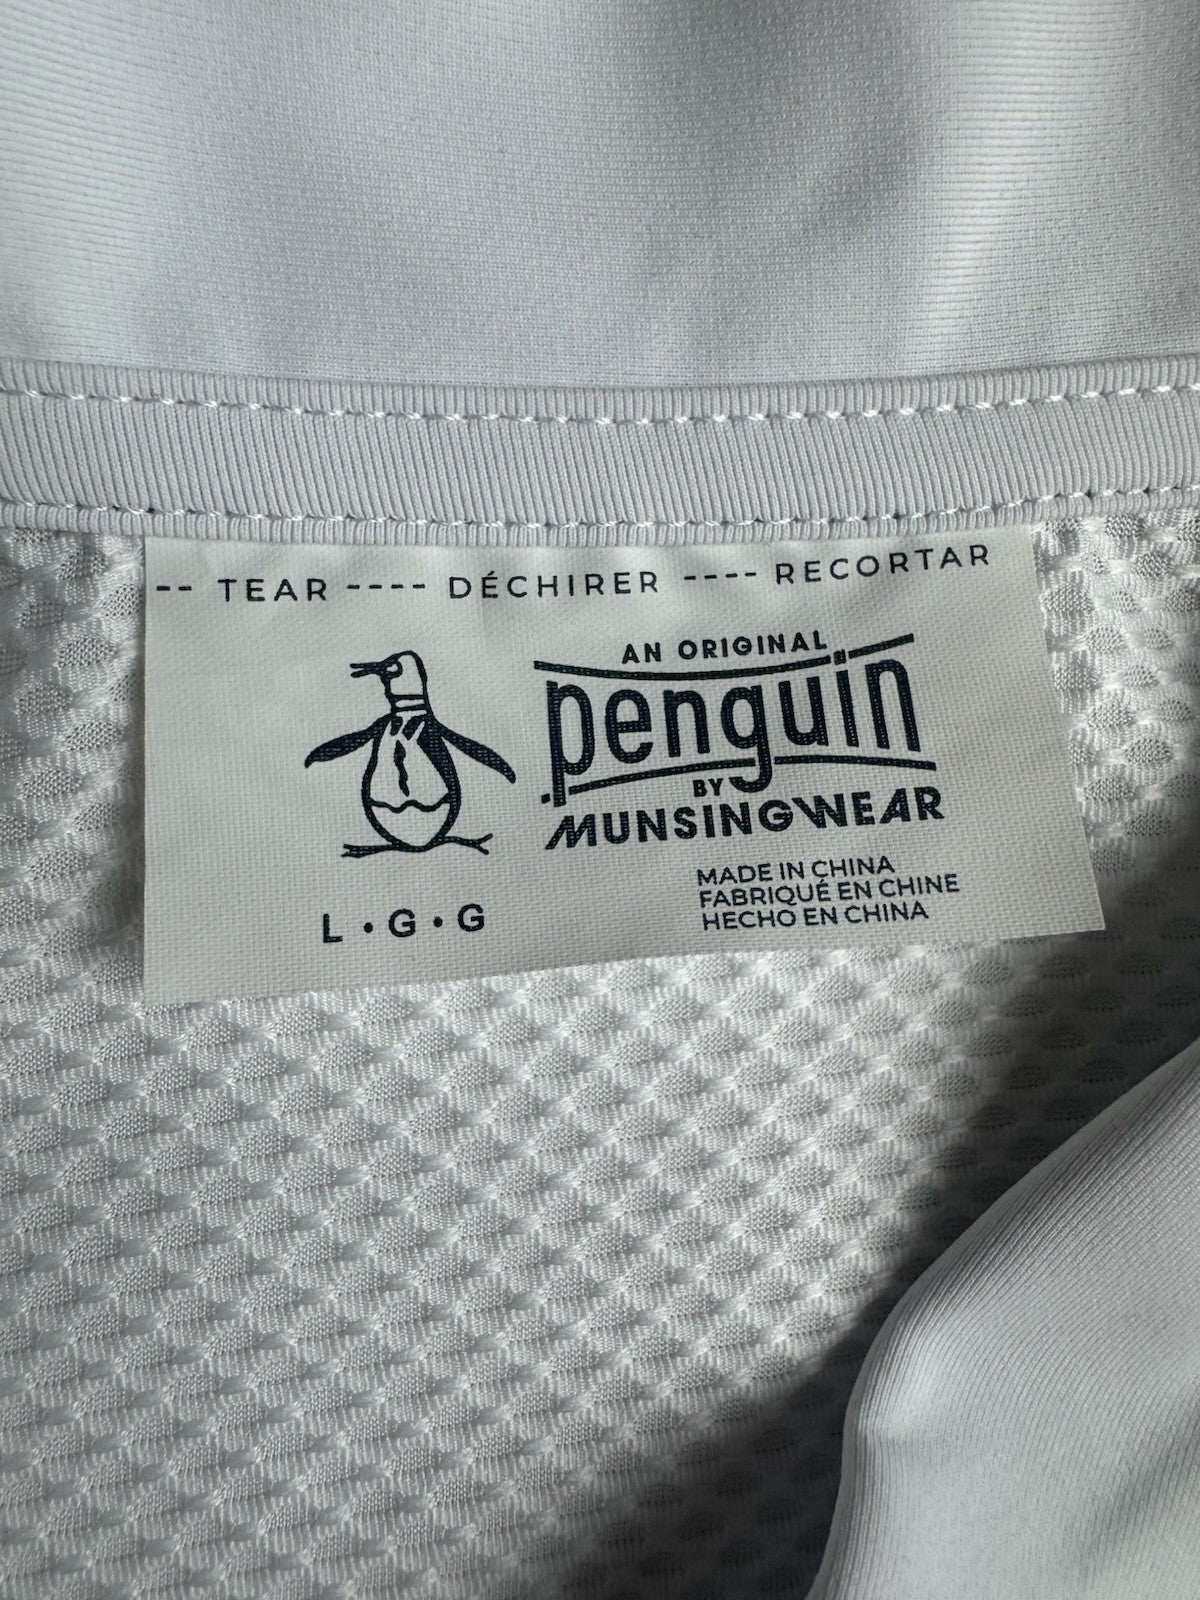 -- TEAR ---- DÉCHIRER ---- RECORTAR
AN ORIGINAL
penguin
BY
MUNSINGWEAR
L • G • G
MADE IN CHINA
FABRIQUÉ EN CHINE
HECHO EN CHINA